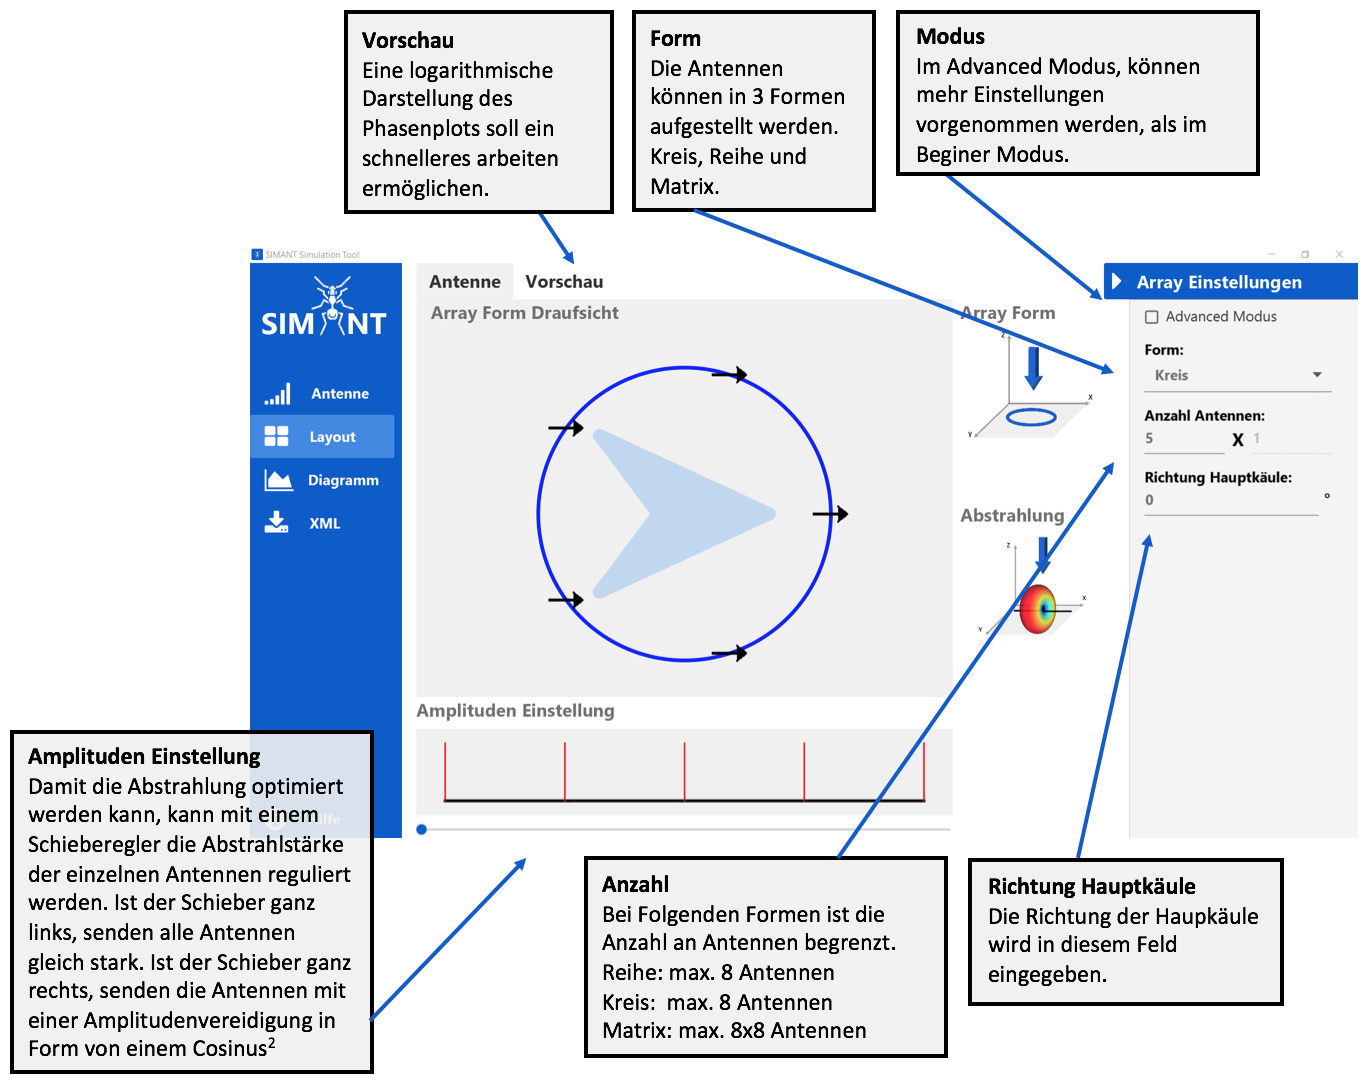 Vorschau
Eine logarithmische
Darstellung des
Phasenplots soll ein
schnelleres arbeiten
ermöglichen.
Form
Die Antennen
können in 3 Formen
aufgestellt werden.
Kreis, Reihe und
Matrix.
Modus
Im Advanced Modus, können
mehr Einstellungen
vorgenommen werden, als im
Beginer Modus.
SIMANT Simulation Tool
SIMANT
Antenne
Layout
Diagramm
XML
Antenne Vorschau
Array Form Draufsicht
Array Form
Z
X
Y
Abstrahlung
Z
X
Y
Array Einstellungen
Advanced Modus
Form:
Kreis
Anzahl Antennen:
5 X 1
Richtung Hauptkäule:
0 °
Amplituden Einstellung
Amplituden Einstellung
Damit die Abstrahlung optimiert
werden kann, kann mit einem
Schieberegler die Abstrahlstärke
der einzelnen Antennen reguliert
werden. Ist der Schieber ganz
links, senden alle Antennen
gleich stark. Ist der Schieber ganz
rechts, senden die Antennen mit
einer Amplitudenvereidigung in
Form von einem Cosinus²
Anzahl
Bei Folgenden Formen ist die
Anzahl an Antennen begrenzt.
Reihe: max. 8 Antennen
Kreis: max. 8 Antennen
Matrix: max. 8x8 Antennen
Richtung Hauptkäule
Die Richtung der Haupkäule
wird in diesem Feld
eingegeben.